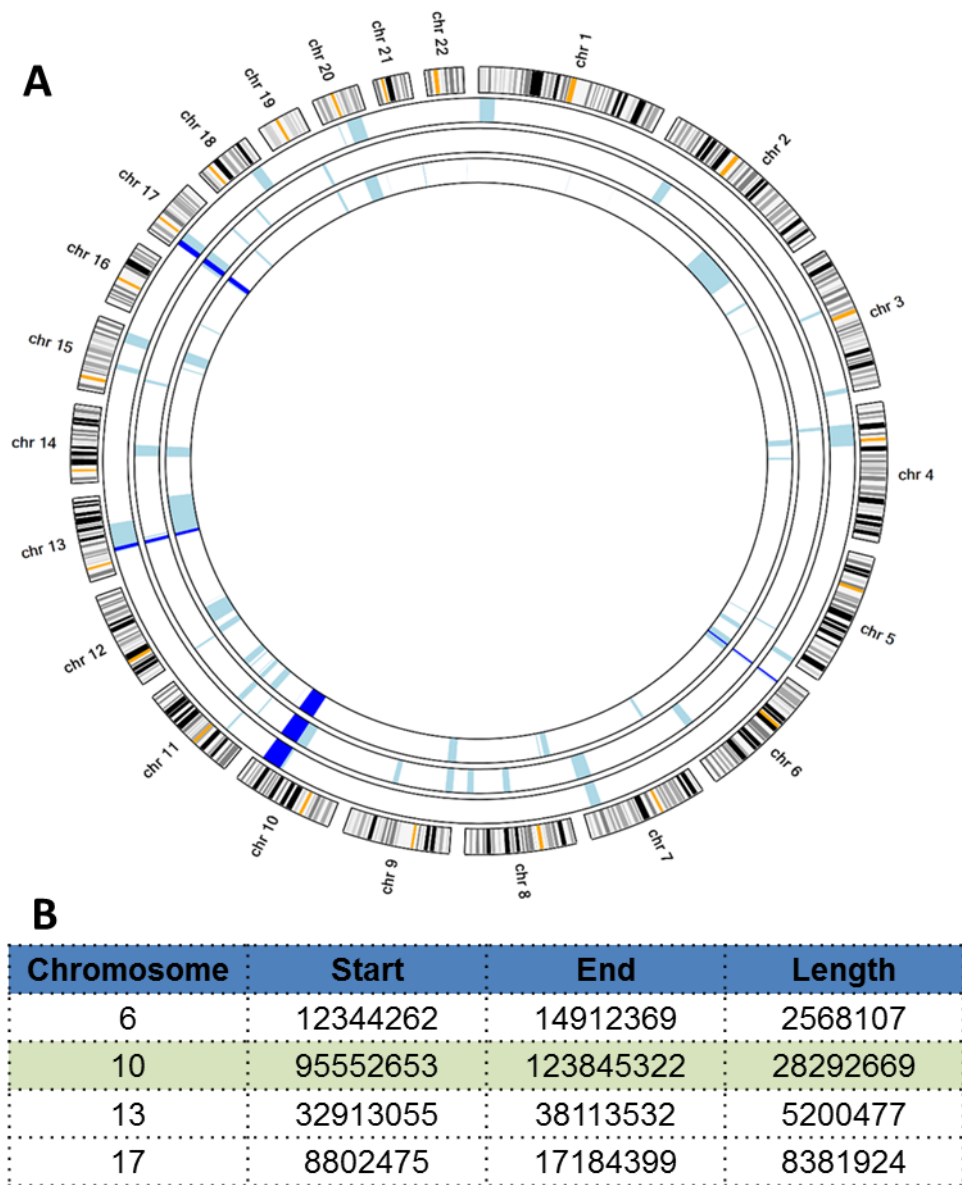 A
chr 1
chr 2
chr 3
chr 4
chr 5
chr 6
chr 7
chr 8
chr 9
chr 10
chr 11
chr 12
chr 13
chr 14
chr 15
chr 16
chr 17
chr 18
chr 19
chr 20
chr 21
chr 22
B
Chromosome Start End Length
6 12344262 14912369 2568107
10 95552653 123845322 28292669
13 32913055 38113532 5200477
17 8802475 17184399 8381924